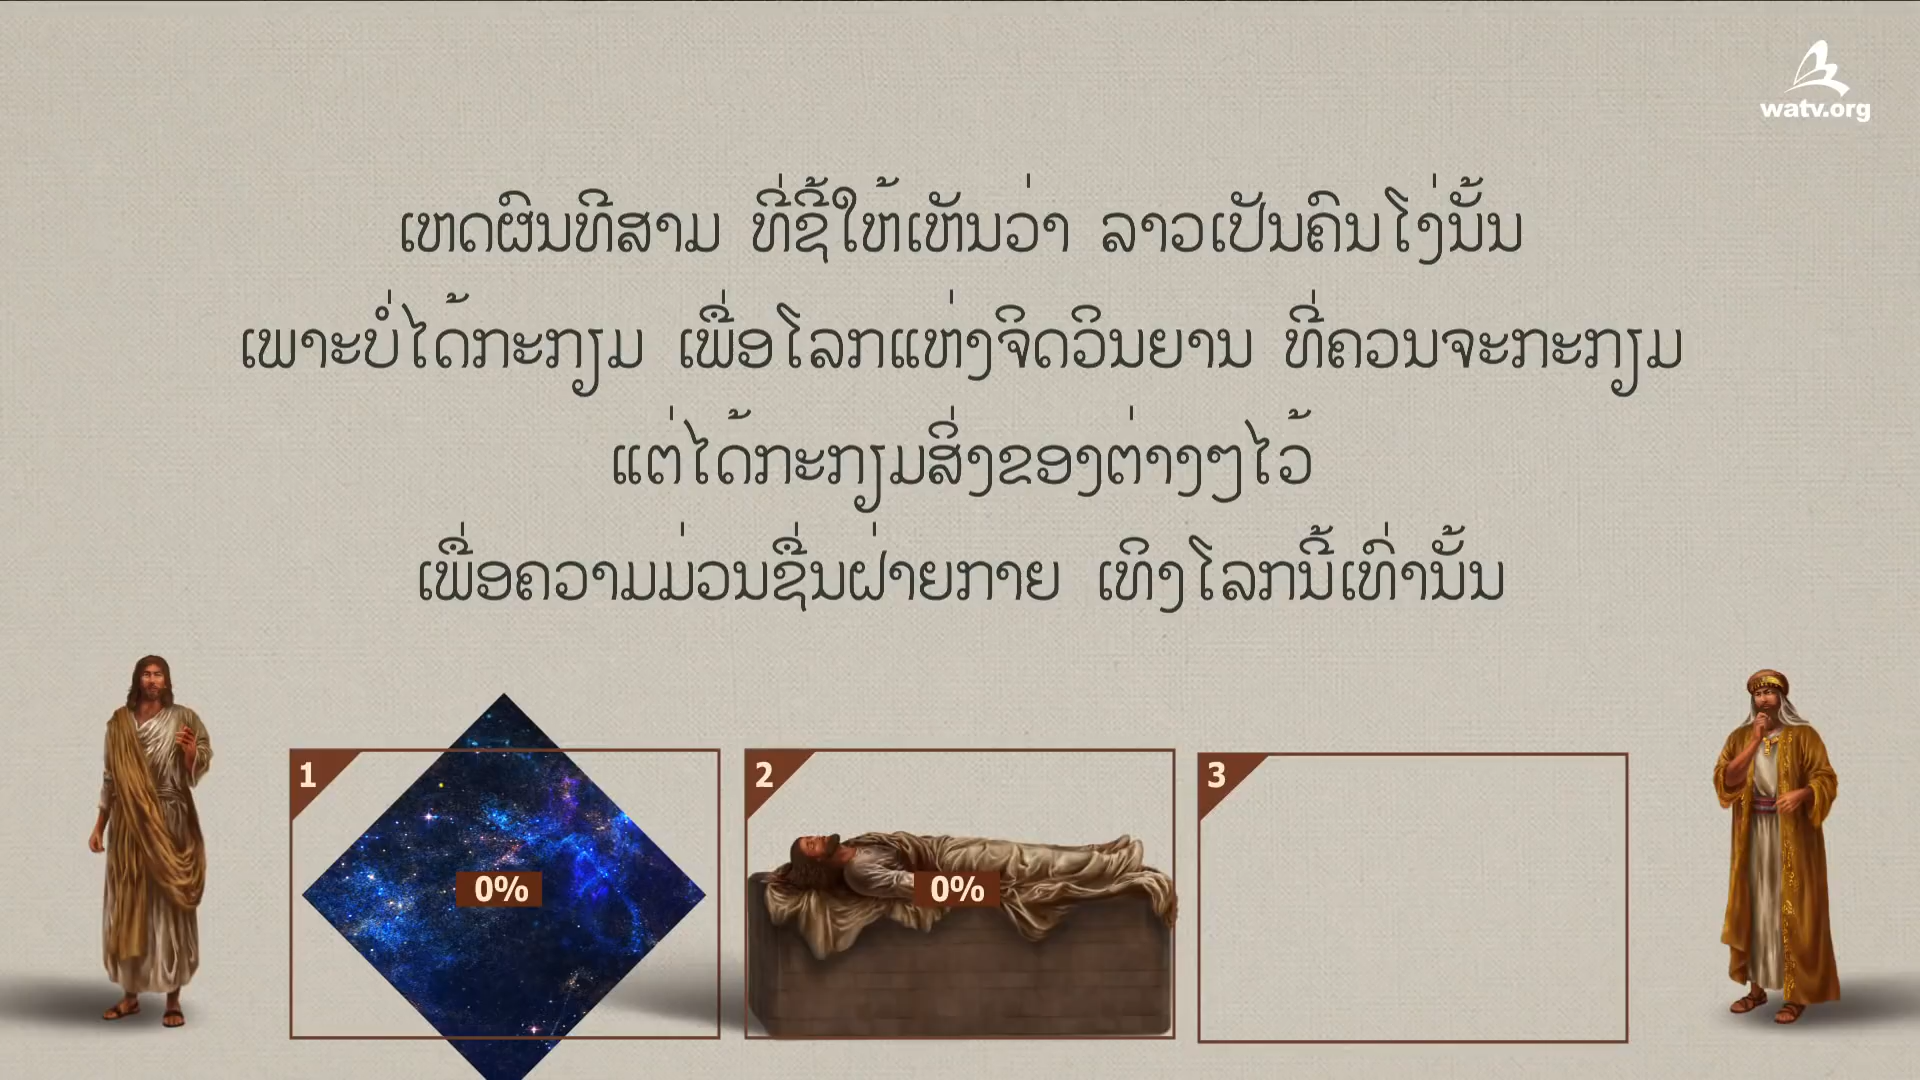 watv.org
ເຫດຜົນທີສາມ ທີ່ຊີ້ໃຫ້ເຫັນວ່າ ລາວເປັນຄົນໂງ່ນັ້ນ
ເພາະບໍ່ໄດ້ກະກຽມ ເພື່ອໂລກແຫ່ງຈິດວິນຍານ ທີ່ຄວນຈະກະກຽມ
ແຕ່ໄດ້ກະກຽມສິ່ງຂອງຕ່າງໆໄວ້
ເພື່ອຄວາມມ່ວນຊື່ນຝ່າຍກາຍ ເທິງໂລກນີ້ເທົ່ານັ້ນ
1
0%
2
0%
3